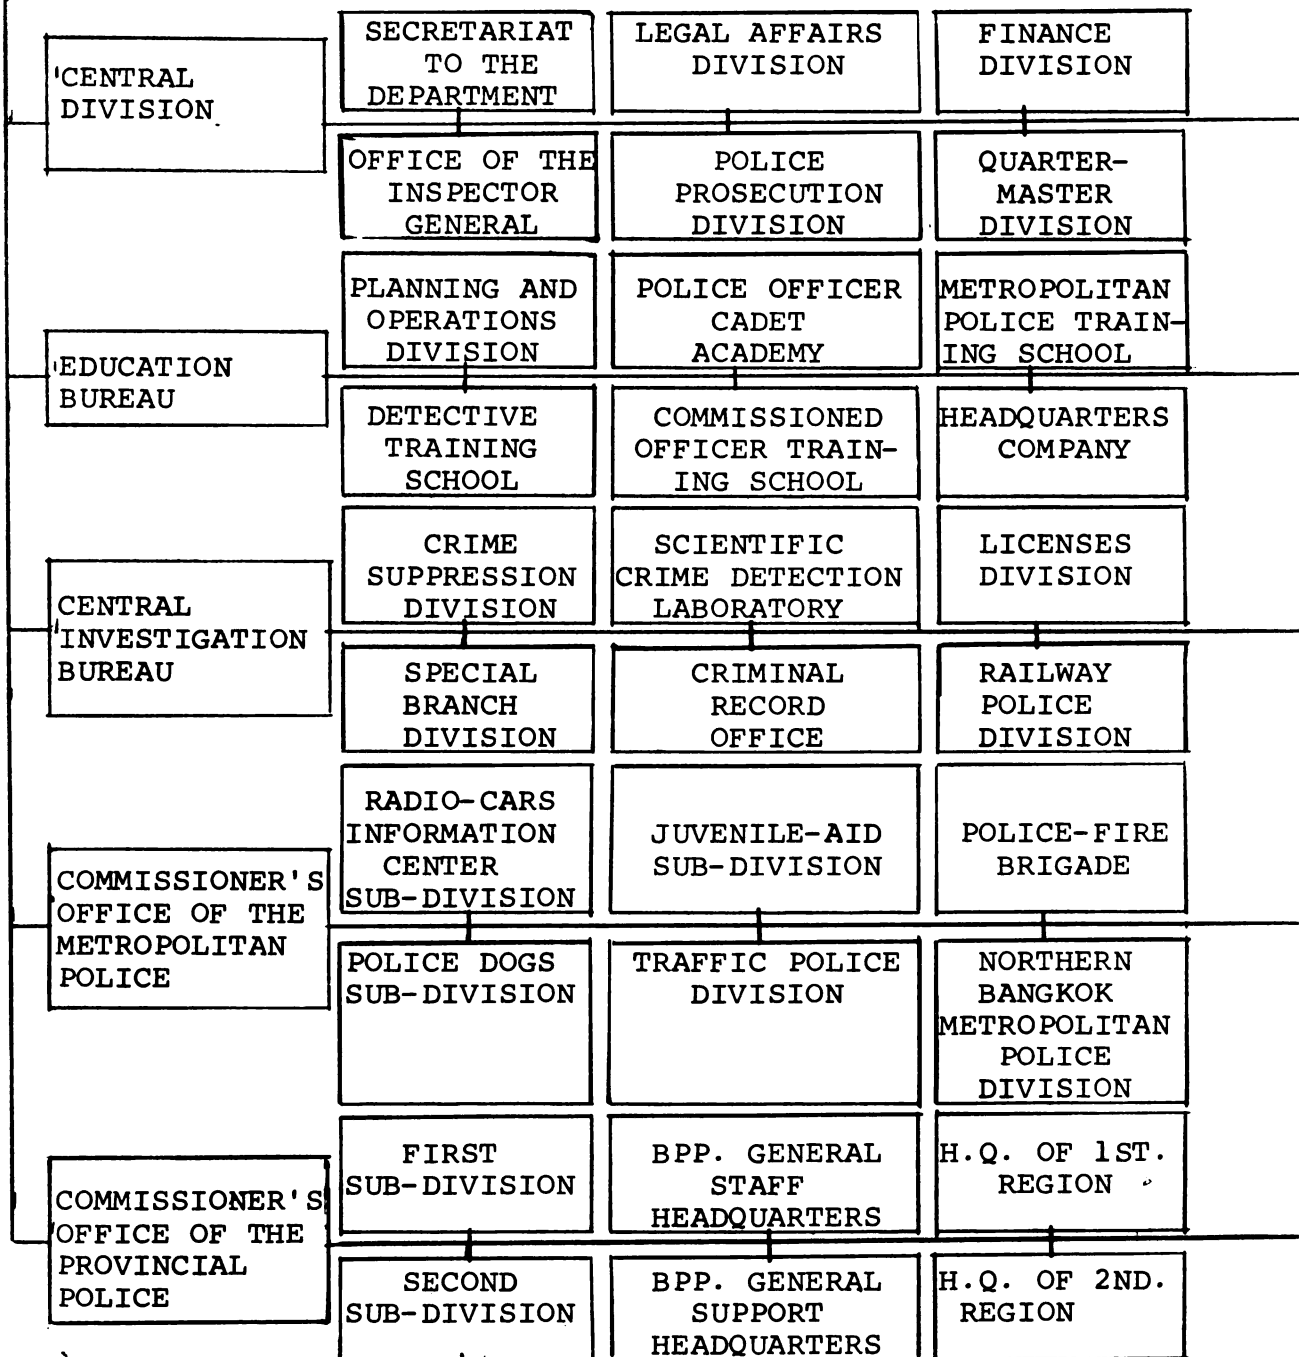 CENTRAL
DIVISION
SECRETARIAT
TO THE
DEPARTMENT
LEGAL AFFAIRS
DIVISION
FINANCE
DIVISION
OFFICE OF THE
INSPECTOR
GENERAL
POLICE
PROSECUTION
DIVISION
QUARTER-
MASTER
DIVISION
EDUCATION
BUREAU
PLANNING AND
OPERATIONS
DIVISION
POLICE OFFICER
CADET
ACADEMY
METROPOLITAN
POLICE TRAIN-
ING SCHOOL
DETECTIVE
TRAINING
SCHOOL
COMMISSIONED
OFFICER TRAIN-
ING SCHOOL
HEADQUARTERS
COMPANY
CENTRAL
INVESTIGATION
BUREAU
CRIME
SUPPRESSION
DIVISION
SCIENTIFIC
CRIME DETECTION
LABORATORY
LICENSES
DIVISION
SPECIAL
BRANCH
DIVISION
CRIMINAL
RECORD
OFFICE
RAILWAY
POLICE
DIVISION
COMMISSIONER'S
OFFICE OF THE
METROPOLITAN
POLICE
RADIO-CARS
INFORMATION
CENTER
SUB-DIVISION
JUVENILE-AID
SUB-DIVISION
POLICE-FIRE
BRIGADE
POLICE DOGS
SUB-DIVISION
TRAFFIC POLICE
DIVISION
NORTHERN
BANGKOK
METROPOLITAN
POLICE
DIVISION
COMMISSIONER'S
OFFICE OF THE
PROVINCIAL
POLICE
FIRST
SUB-DIVISION
BPP. GENERAL
STAFF
HEADQUARTERS
H.Q. OF 1ST.
REGION
SECOND
SUB-DIVISION
BPP. GENERAL
SUPPORT
HEADQUARTERS
H.Q. OF 2ND.
REGION